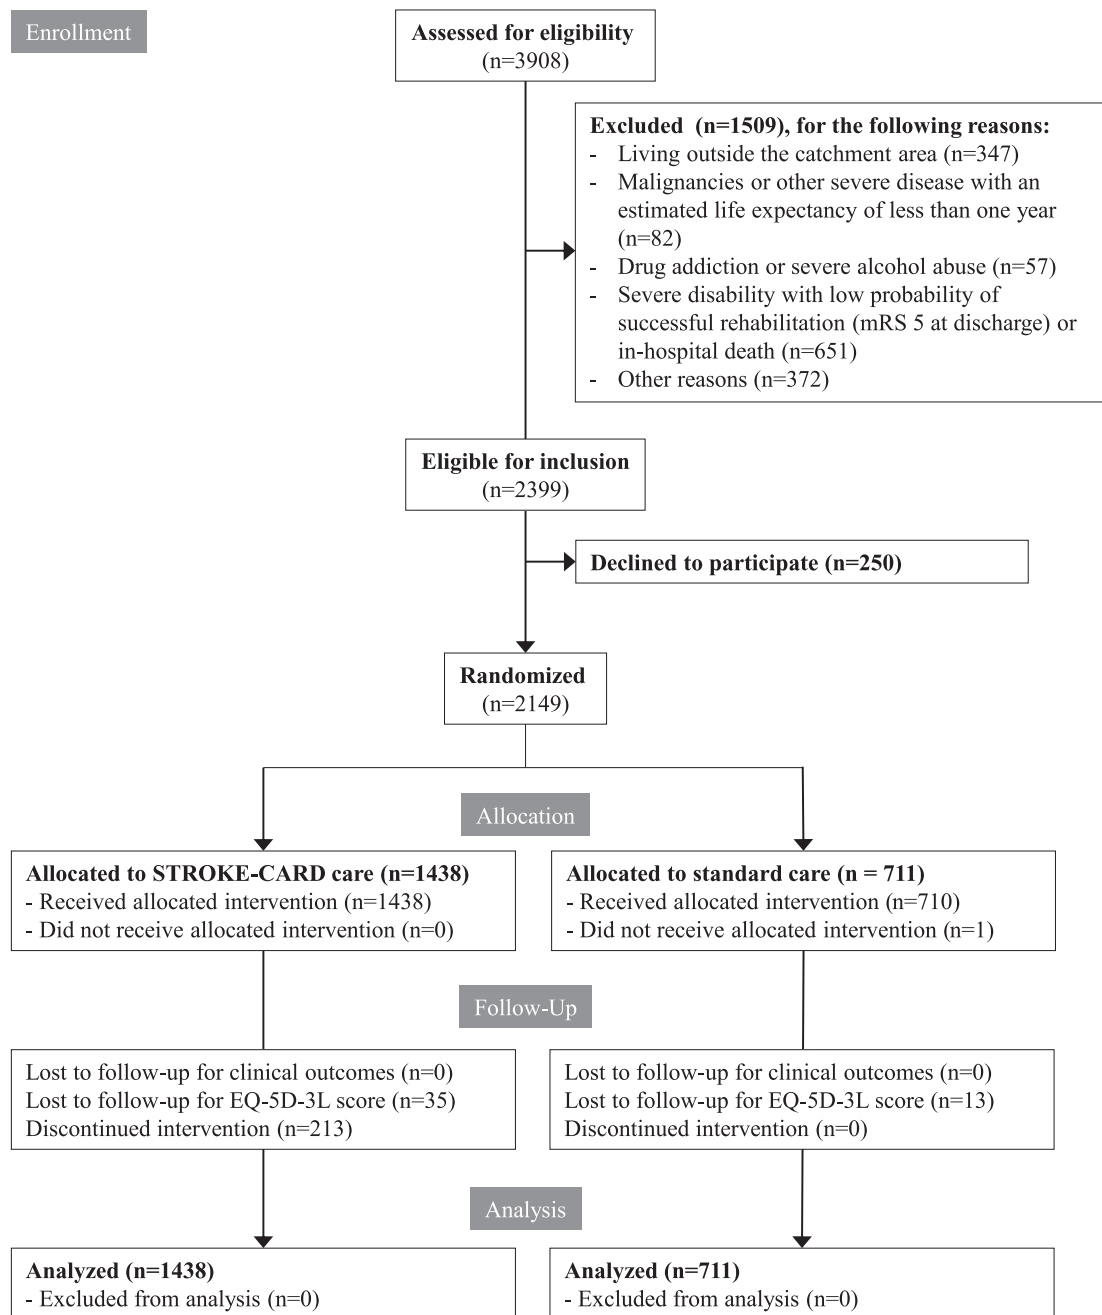 Enrollment
Assessed for eligibility
(n=3908)
Excluded (n=1509), for the following reasons:
- Living outside the catchment area (n=347)
- Malignancies or other severe disease with an
estimated life expectancy of less than one year
(n=82)
- Drug addiction or severe alcohol abuse (n=57)
- Severe disability with low probability of
successful rehabilitation (mRS 5 at discharge) or
in-hospital death (n=651)
- Other reasons (n=372)
Eligible for inclusion
(n=2399)
Declined to participate (n=250)
Randomized
(n=2149)
Allocation
Allocated to STROKE-CARD care (n=1438)
- Received allocated intervention (n=1438)
- Did not receive allocated intervention (n=0)
Allocated to standard care (n = 711)
- Received allocated intervention (n=710)
- Did not receive allocated intervention (n=1)
Follow-Up
Lost to follow-up for clinical outcomes (n=0)
Lost to follow-up for EQ-5D-3L score (n=35)
Discontinued intervention (n=213)
Lost to follow-up for clinical outcomes (n=0)
Lost to follow-up for EQ-5D-3L score (n=13)
Discontinued intervention (n=0)
Analysis
Analyzed (n=1438)
- Excluded from analysis (n=0)
Analyzed (n=711)
- Excluded from analysis (n=0)